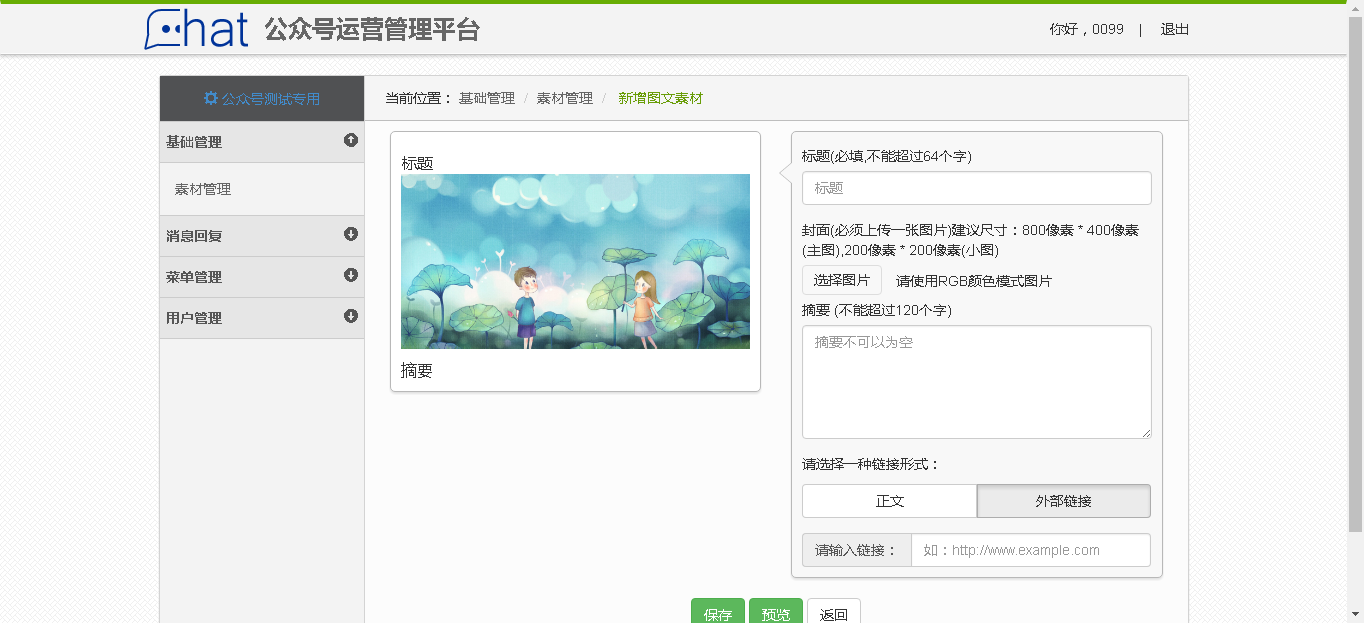 Chat 公众号运营管理平台
你好，0099 | 退出
公众号测试专用
当前位置： 基础管理 / 素材管理 / 新增图文素材
基础管理
素材管理
消息回复
菜单管理
用户管理
标题
摘要
标题(必填,不能超过64个字)
标题
封面(必须上传一张图片)建议尺寸：800像素 * 400像素
(主图),200像素 * 200像素(小图)
选择图片 请使用RGB颜色模式图片
摘要 (不能超过120个字)
摘要不可以为空
请选择一种链接形式：
正文 外部链接
请输入链接： 如：http://www.example.com
保存 预览 返回